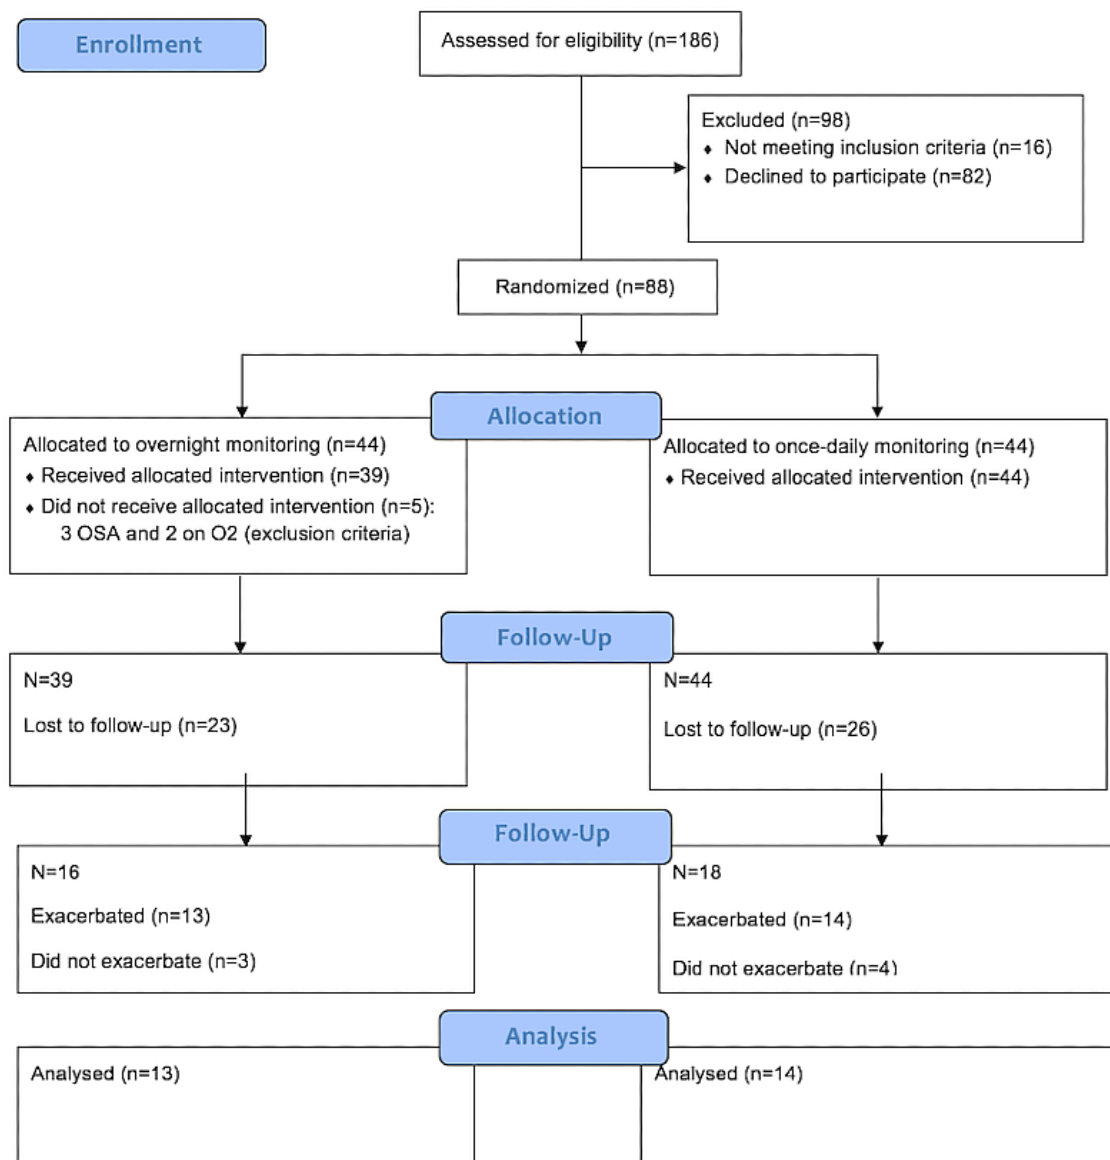 Enrollment
Assessed for eligibility (n=186)
Excluded (n=98)
♦ Not meeting inclusion criteria (n=16)
♦ Declined to participate (n=82)
Randomized (n=88)
Allocation
Allocated to overnight monitoring (n=44)
♦ Received allocated intervention (n=39)
♦ Did not receive allocated intervention (n=5):
3 OSA and 2 on O2 (exclusion criteria)
Allocated to once-daily monitoring (n=44)
♦ Received allocated intervention (n=44)
Follow-Up
N=39
Lost to follow-up (n=23)
N=44
Lost to follow-up (n=26)
Follow-Up
N=16
Exacerbated (n=13)
Did not exacerbate (n=3)
N=18
Exacerbated (n=14)
Did not exacerbate (n=4)
Analysis
Analysed (n=13)
Analysed (n=14)